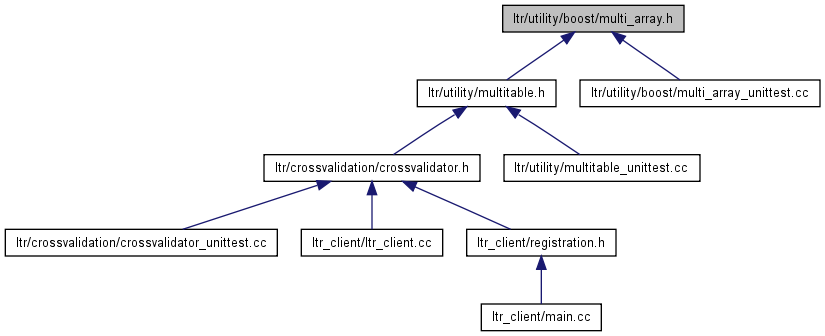 ltr/utility/boost/multi_array.h
ltr/utility/multitable.h
ltr/utility/boost/multi_array_unittest.cc
ltr/crossvalidation/crossvalidator.h
ltr/utility/multitable_unittest.cc
ltr/crossvalidation/crossvalidator_unittest.cc
ltr_client/ltr_client.cc
ltr_client/registration.h
ltr_client/main.cc